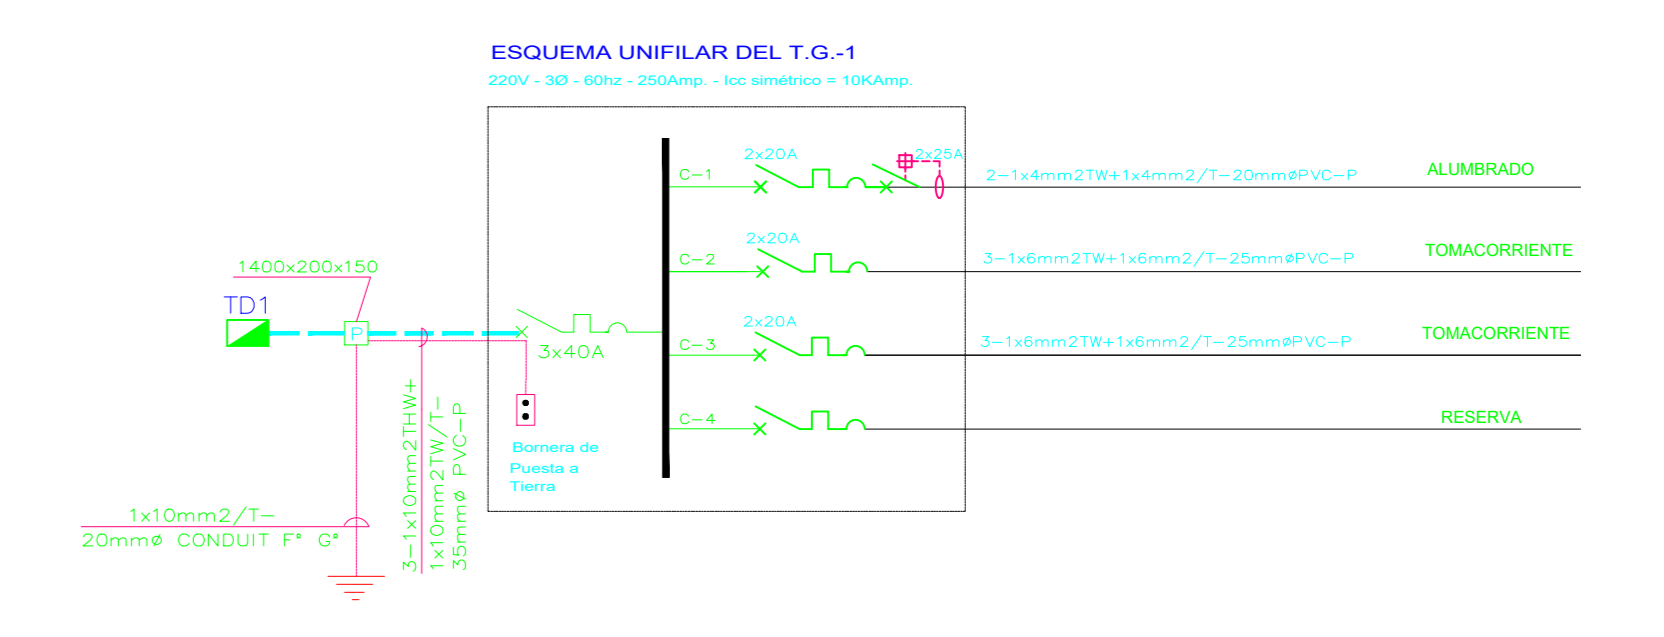 ESQUEMA UNIFILAR DEL T.G.-1
220V - 3Ø - 60hz - 250Amp. - Icc simétrico = 10KAmp.
C-1
2x20A
2x25A
2-1x4mm2TW+1x4mm2/T-20mmøPVC-P
ALUMBRADO
C-2
2x20A
3-1x6mm2TW+1x6mm2/T-25mmøPVC-P
TOMACORRIENTE
C-3
2x20A
3-1x6mm2TW+1x6mm2/T-25mmøPVC-P
TOMACORRIENTE
C-4
RESERVA
1400x200x150
TD1
P
3x40A
Bornera de
Puesta a
Tierra
3-1x10mm2THW+
1x10mm2TW/T-
35mmø PVC-P
1x10mm2/T-
20mmø CONDUIT F° G°